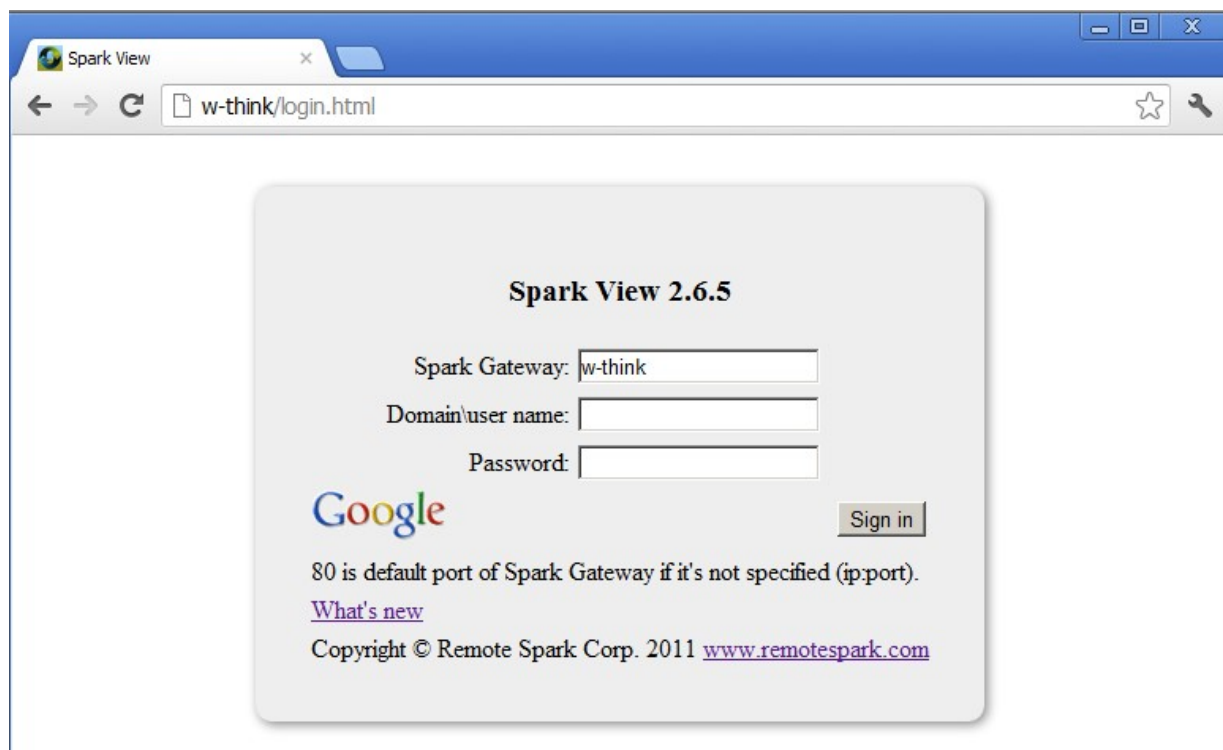 Spark View
w-think/login.html
Spark View 2.6.5
Spark Gateway: w-think
Domain\user name:
Password:
Google
Sign in
80 is default port of Spark Gateway if it's not specified (ip:port).
What's new
Copyright © Remote Spark Corp. 2011 www.remotespark.com